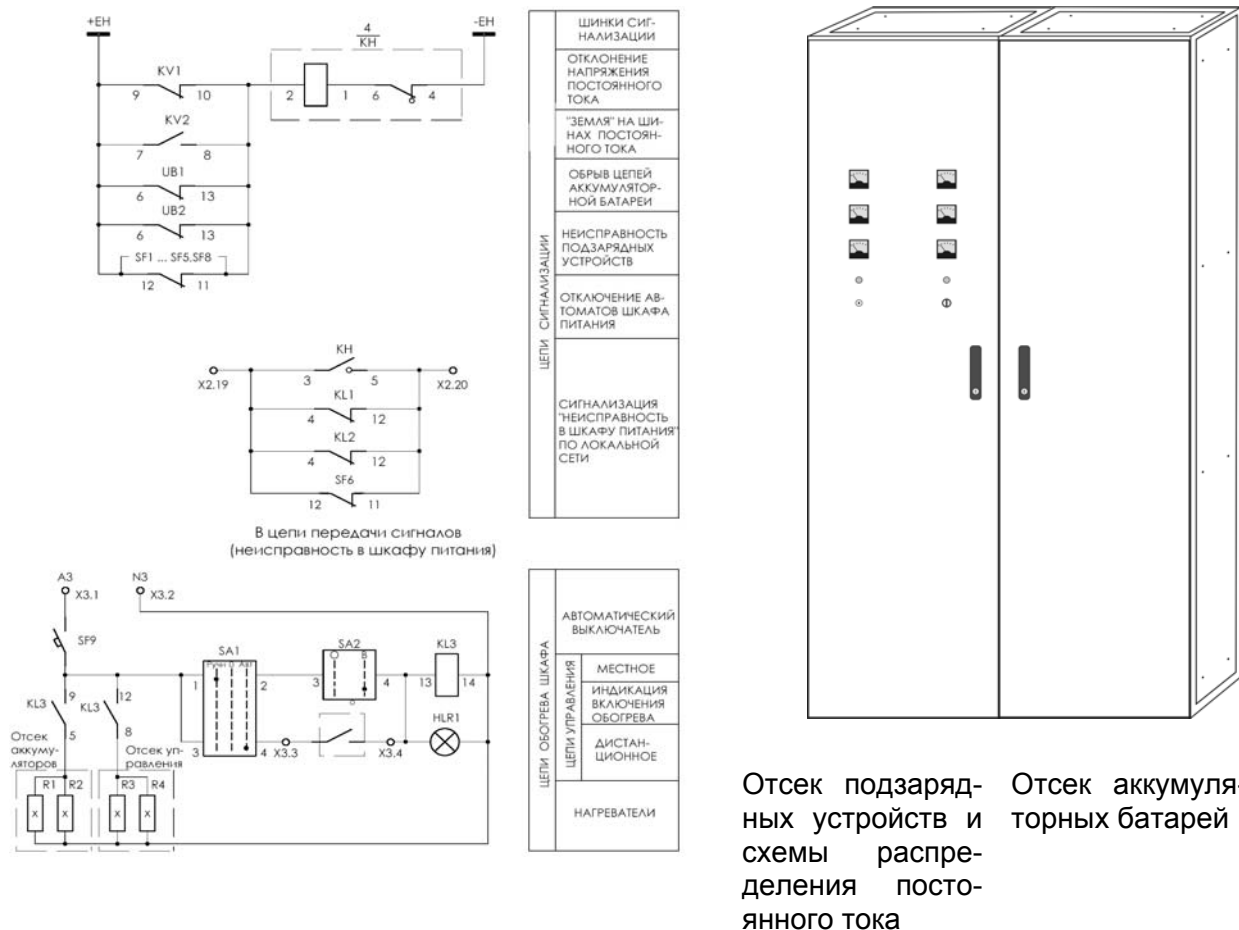 +EH
-EH
4
KH
KV1
9
10
2
1
6
4
KV2
7
8
UB1
6
13
UB2
6
13
SF1 ... SF5,SF8
12
11
ШИНКИ СИГ-
НАЛИЗАЦИИ
ОТКЛОНЕНИЕ
НАПРЯЖЕНИЯ
ПОСТОЯННОГО
ТОКА
"ЗЕМЛЯ" НА ШИ-
НАХ ПОСТОЯН-
НОГО ТОКА
ОБРЫВ ЦЕПЕЙ
АККУМУЛЯТОР-
НОЙ БАТАРЕИ
НЕИСПРАВНОСТЬ
ПОДЗАРЯДНЫХ
УСТРОЙСТВ
ОТКЛЮЧЕНИЕ АВ-
ТОМАТОВ ШКАФА
ПИТАНИЯ
ЦЕПИ СИГНАЛИЗАЦИИ
KH
X2.19
3
5
X2.20
KL1
4
12
KL2
4
12
SF6
12
11
СИГНАЛИЗАЦИЯ
"НЕИСПРАВНОСТЬ
В ШКАФУ ПИТАНИЯ"
ПО ЛОКАЛЬНОЙ
СЕТИ
В цепи передачи сигналов
(неисправность в шкафу питания)
A3
N3
X3.1
X3.2
SF9
SA1
Ручн 0 Авт
1
2
3
4
SA2
О В
3
4
KL3
13
14
KL3
9
5
KL3
12
8
X3.3
X3.4
HLR1
Отсек
аккуму-
ляторов
Отсек уп-
равления
R1
R2
R3
R4
x
x
x
x
ЦЕПИ ОБОГРЕВА ШКАФА
АВТОМАТИЧЕСКИЙ
ВЫКЛЮЧАТЕЛЬ
ЦЕПИ УПРАВЛЕНИЯ
МЕСТНОЕ
ИНДИКАЦИЯ
ВКЛЮЧЕНИЯ
ОБОГРЕВА
ДИСТАН-
ЦИОННОЕ
НАГРЕВАТЕЛИ
Отсек подзаряд-
ных устройств и
схемы распре-
деления посто-
янного тока
Отсек аккумуля-
торных батарей